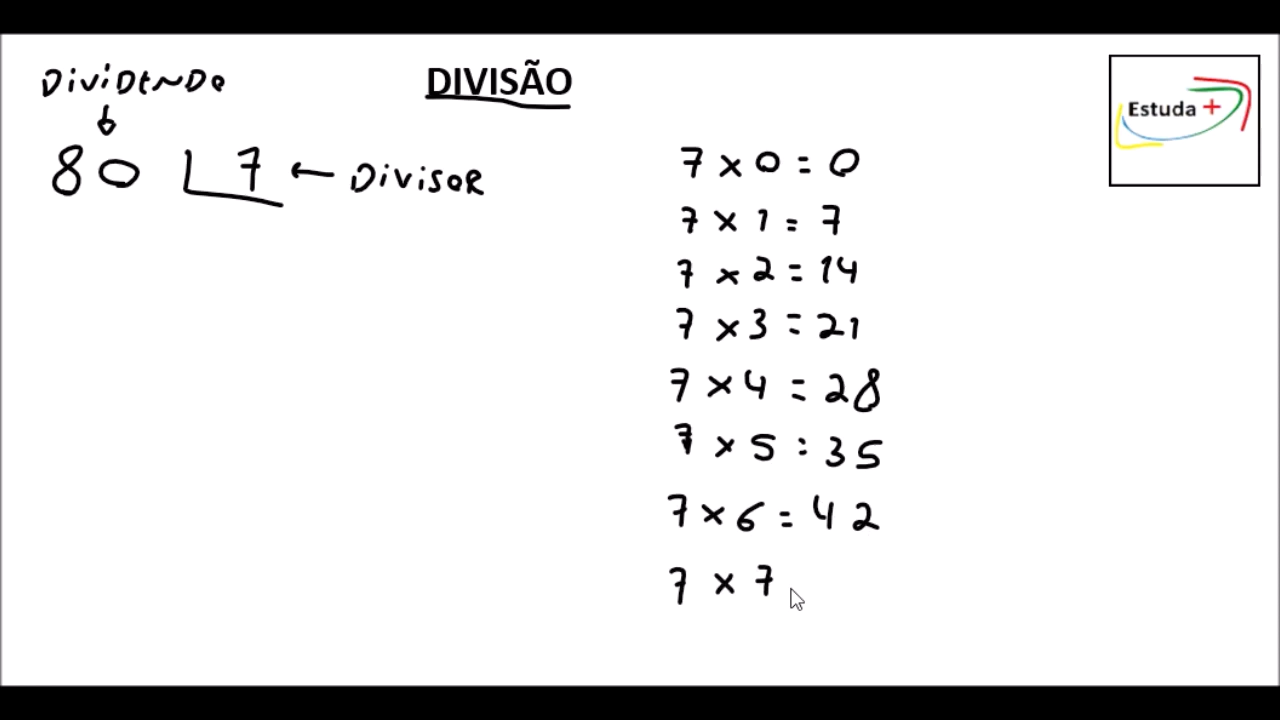 DIVIDENDO
DIVISÃO
Estuda +
80 7 ← DIVISOR
7 x 0 = 0
7 x 1 = 7
7 x 2 = 14
7 x 3 = 21
7 x 4 = 28
7 x 5 = 35
7 x 6 = 42
7 x 7